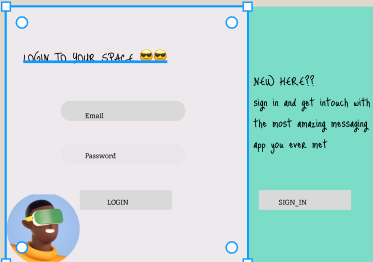 LOGIN TO YOUR SPACE 😎😎
Email
Password
LOGIN
NEW HERE??
sign in and get intouch with
the most amazing messaging
app you ever met
SIGN_IN